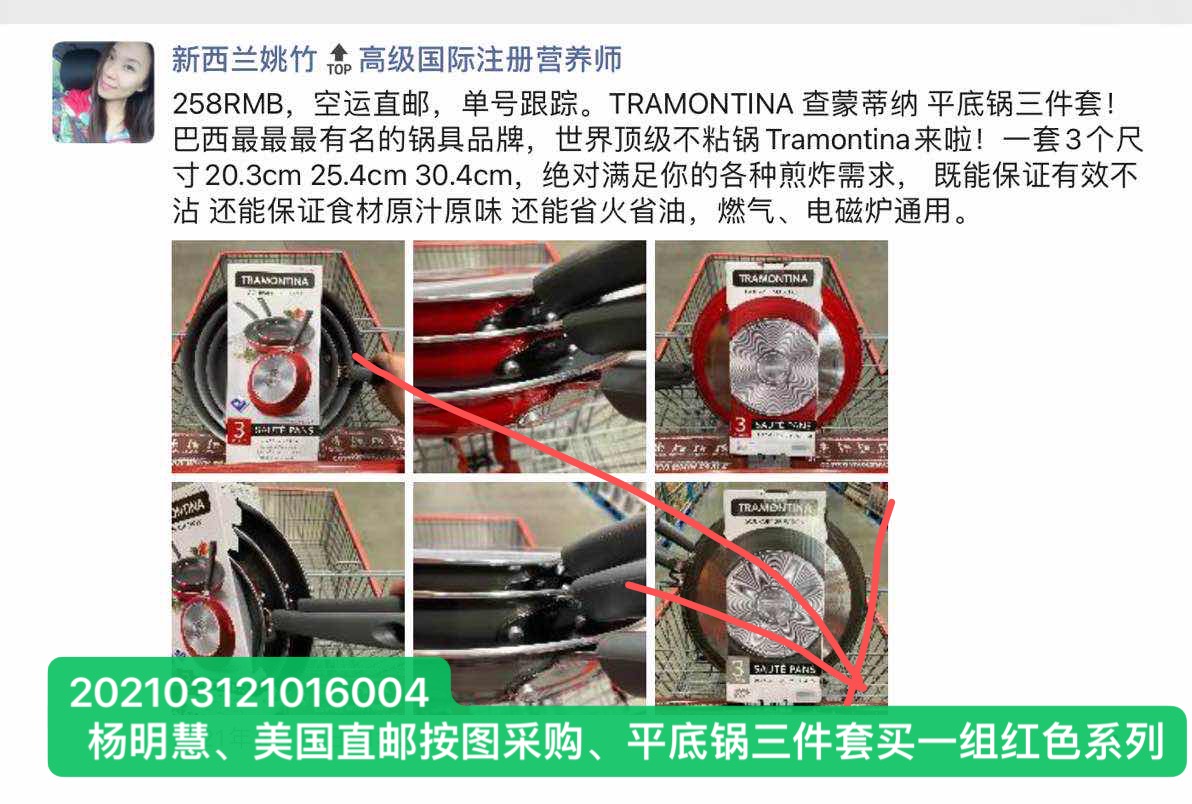 新西兰姚竹 TOP 高级国际注册营养师
258RMB，空运直邮，单号跟踪。TRAMONTINA 查蒙蒂纳 平底锅三件套！
巴西最最最有名的锅具品牌，世界顶级不粘锅Tramontina来啦！一套3个尺
寸20.3cm 25.4cm 30.4cm，绝对满足你的各种煎炸需求， 既能保证有效不
沾 还能保证食材原汁原味 还能省火省油，燃气、电磁炉通用。
TRAMONTINA
3
SAUTÉ PANS
TRAMONTINA
3
SAUTÉ PANS
TRAMONTINA
3
SAUTÉ PANS
202103121016004
杨明慧、美国直邮按图采购、平底锅三件套买一组红色系列